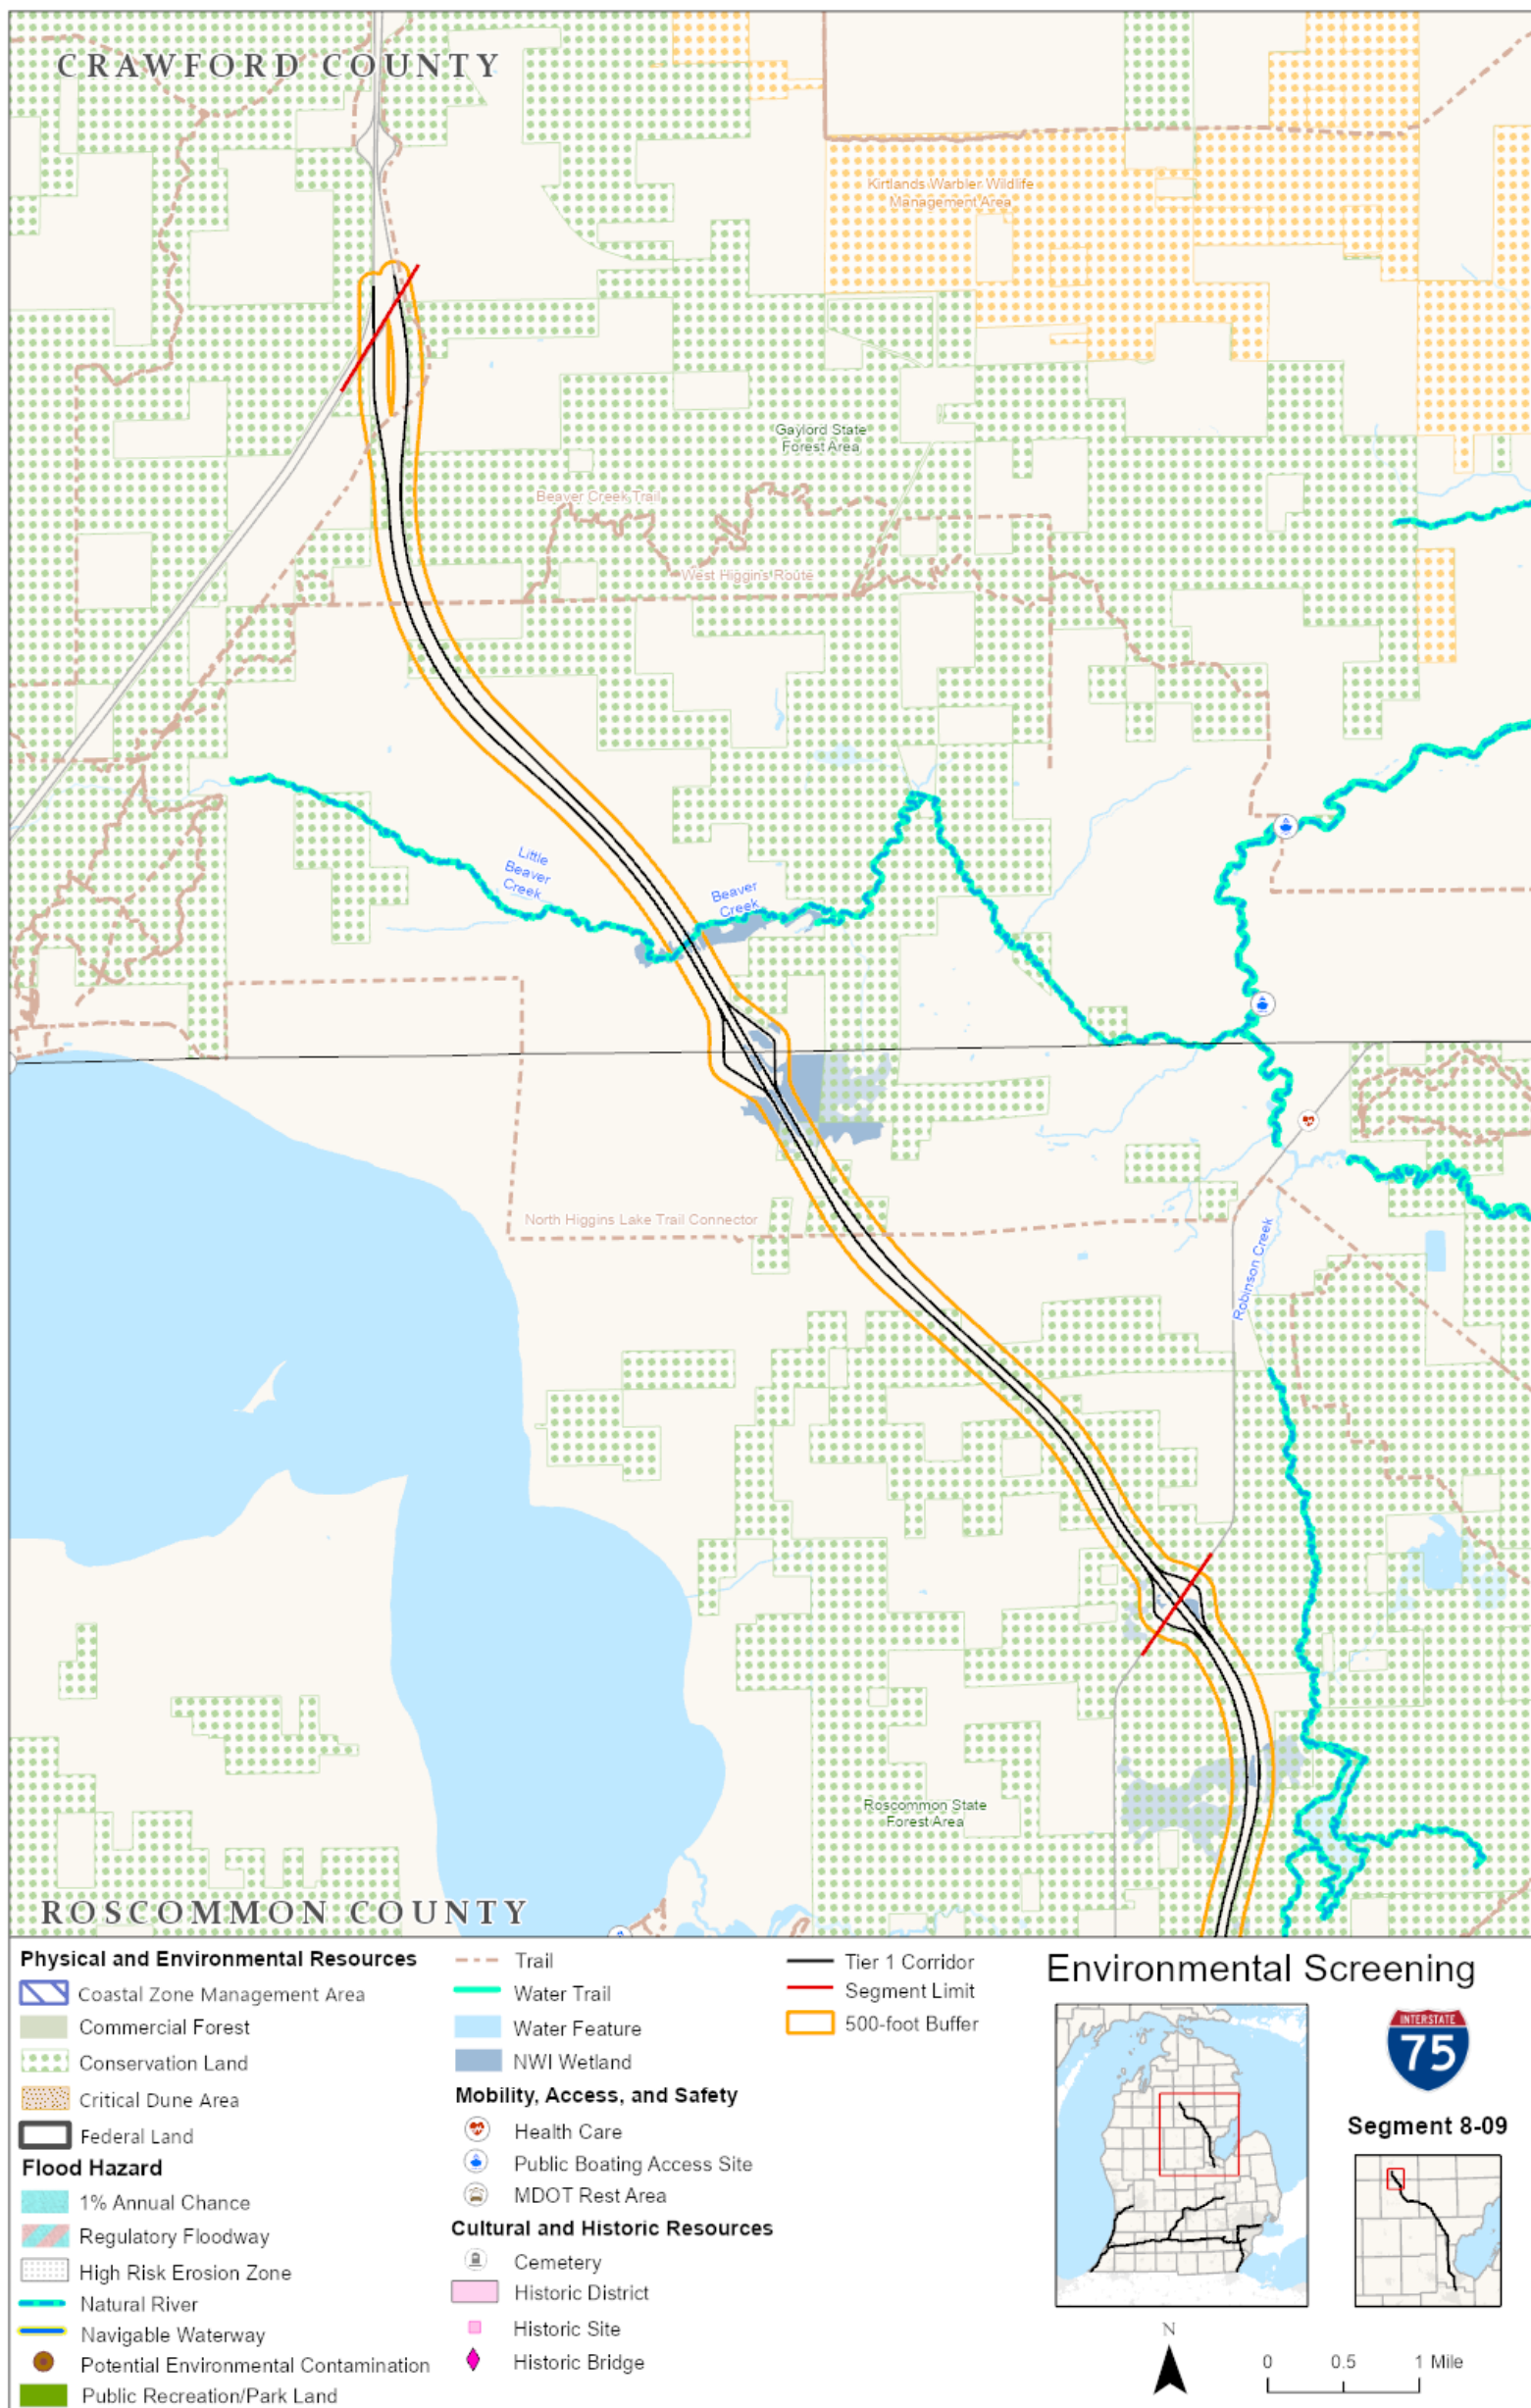 CRAWFORD COUNTY
Kirtlands Warbler Wildlife
Management Area
Gaylord State
Forest Area
Beaver Creek Trail
West Higgins Route
Little
Beaver
Creek
Beaver
Creek
North Higgins Lake Trail Connector
Robinson Creek
Roscommon State
Forest Area
ROSCOMMON COUNTY
Physical and Environmental Resources
Coastal Zone Management Area
Commercial Forest
Conservation Land
Critical Dune Area
Federal Land
Flood Hazard
1% Annual Chance
Regulatory Floodway
High Risk Erosion Zone
Natural River
Navigable Waterway
Potential Environmental Contamination
Public Recreation/Park Land
Trail
Water Trail
Water Feature
NWI Wetland
Mobility, Access, and Safety
Health Care
Public Boating Access Site
MDOT Rest Area
Cultural and Historic Resources
Cemetery
Historic District
Historic Site
Historic Bridge
Tier 1 Corridor
Segment Limit
500-foot Buffer
Environmental Screening
INTERSTATE
75
Segment 8-09
N
0 0.5 1 Mile